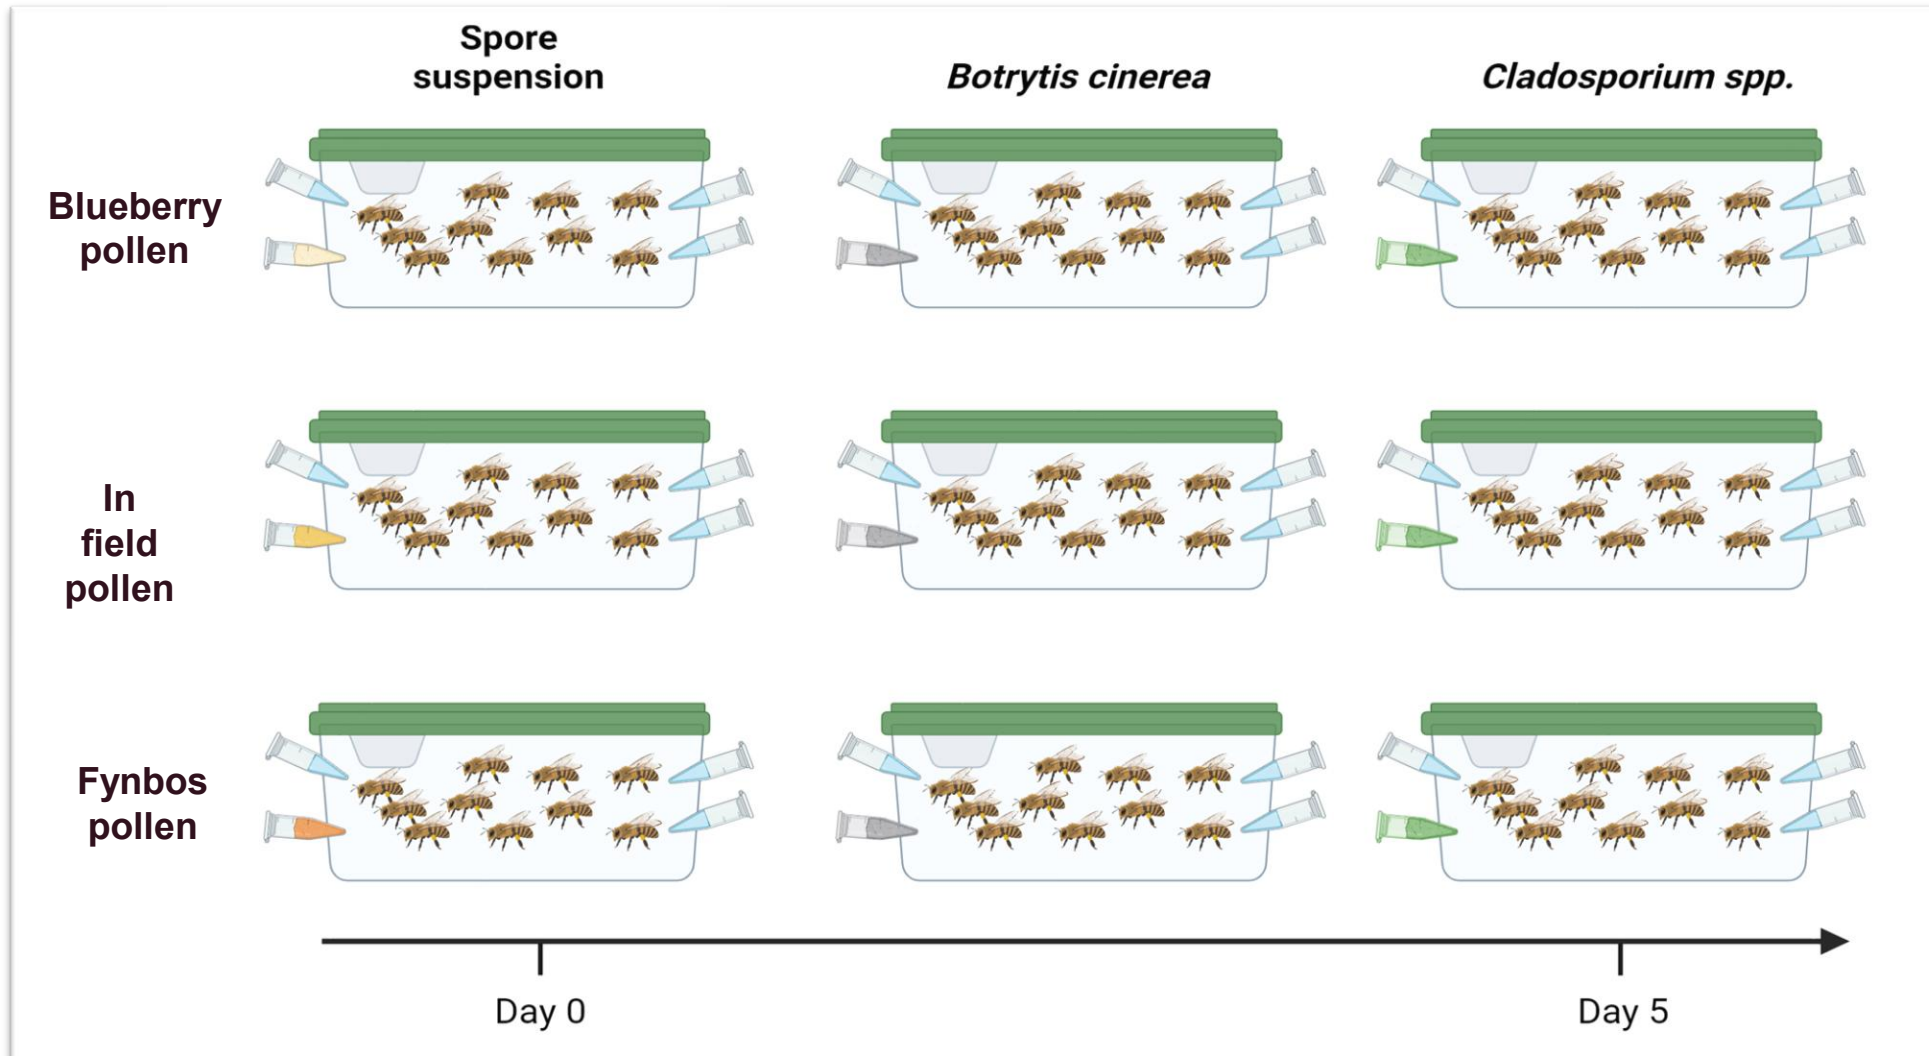 Spore
suspension
Botrytis cinerea
Cladosporium spp.
Blueberry
pollen
In
field
pollen
Fynbos
pollen
Day 0
Day 5